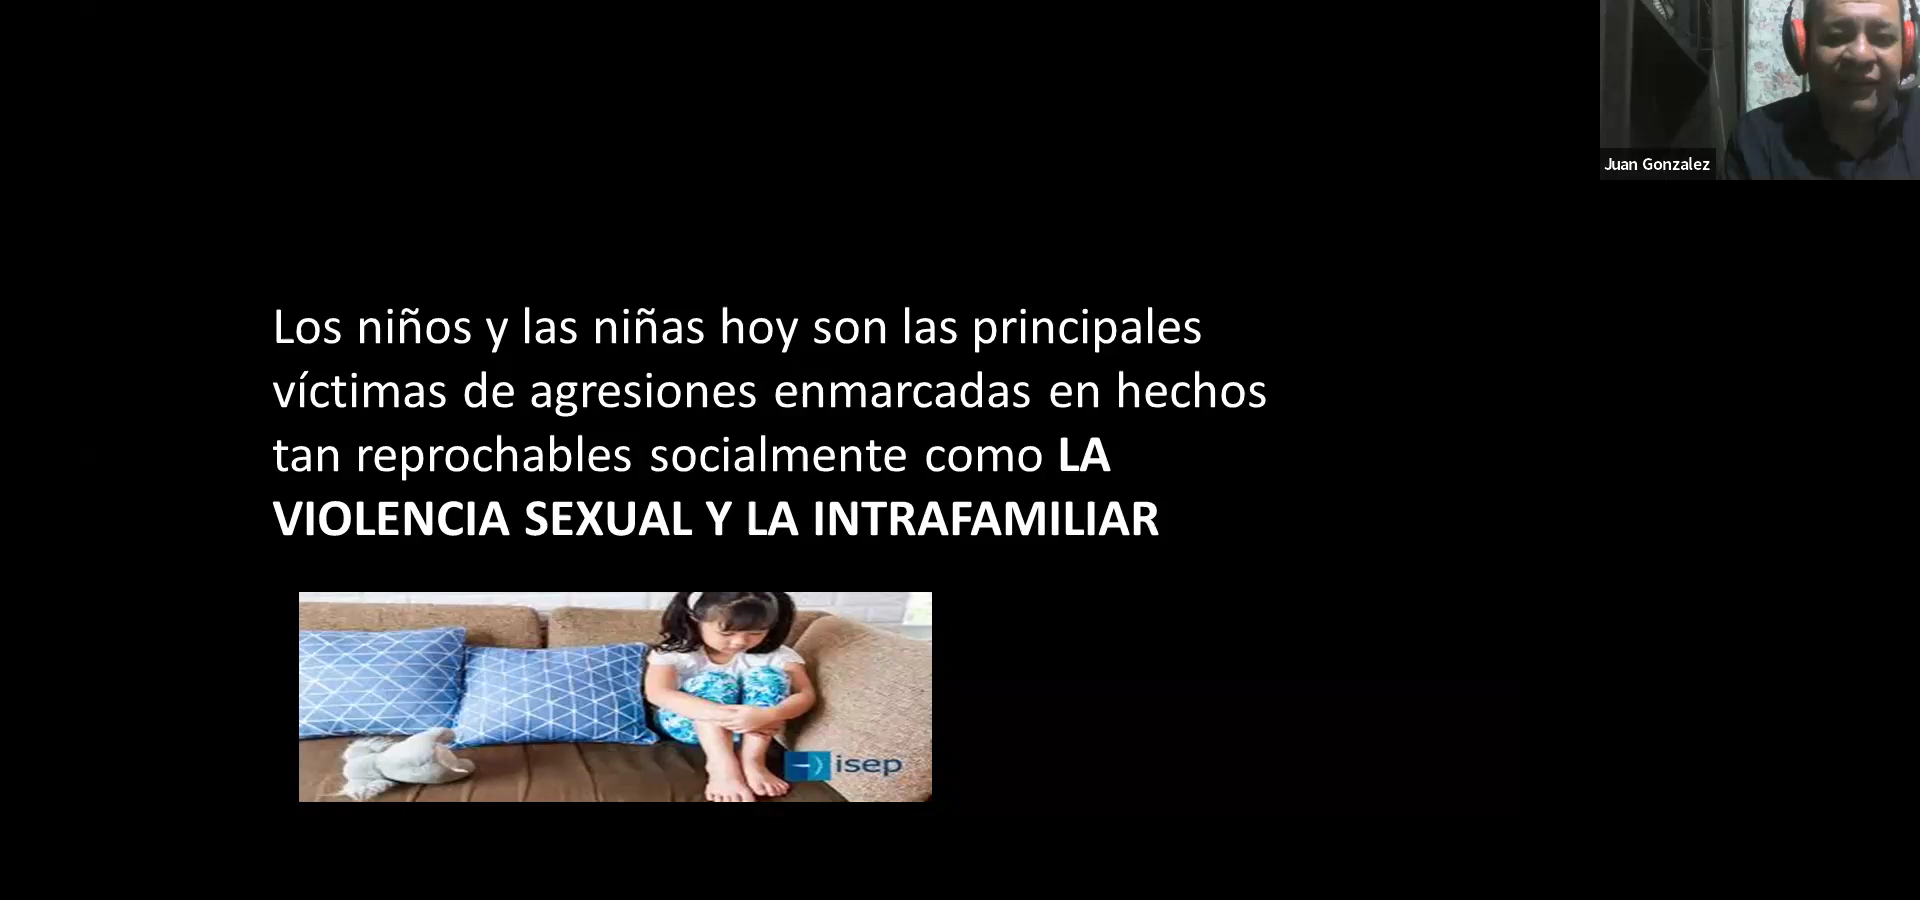 Juan Gonzalez
Los niños y las niñas hoy son las principales
víctimas de agresiones enmarcadas en hechos
tan reprochables socialmente como LA
VIOLENCIA SEXUAL Y LA INTRAFAMILIAR
isep